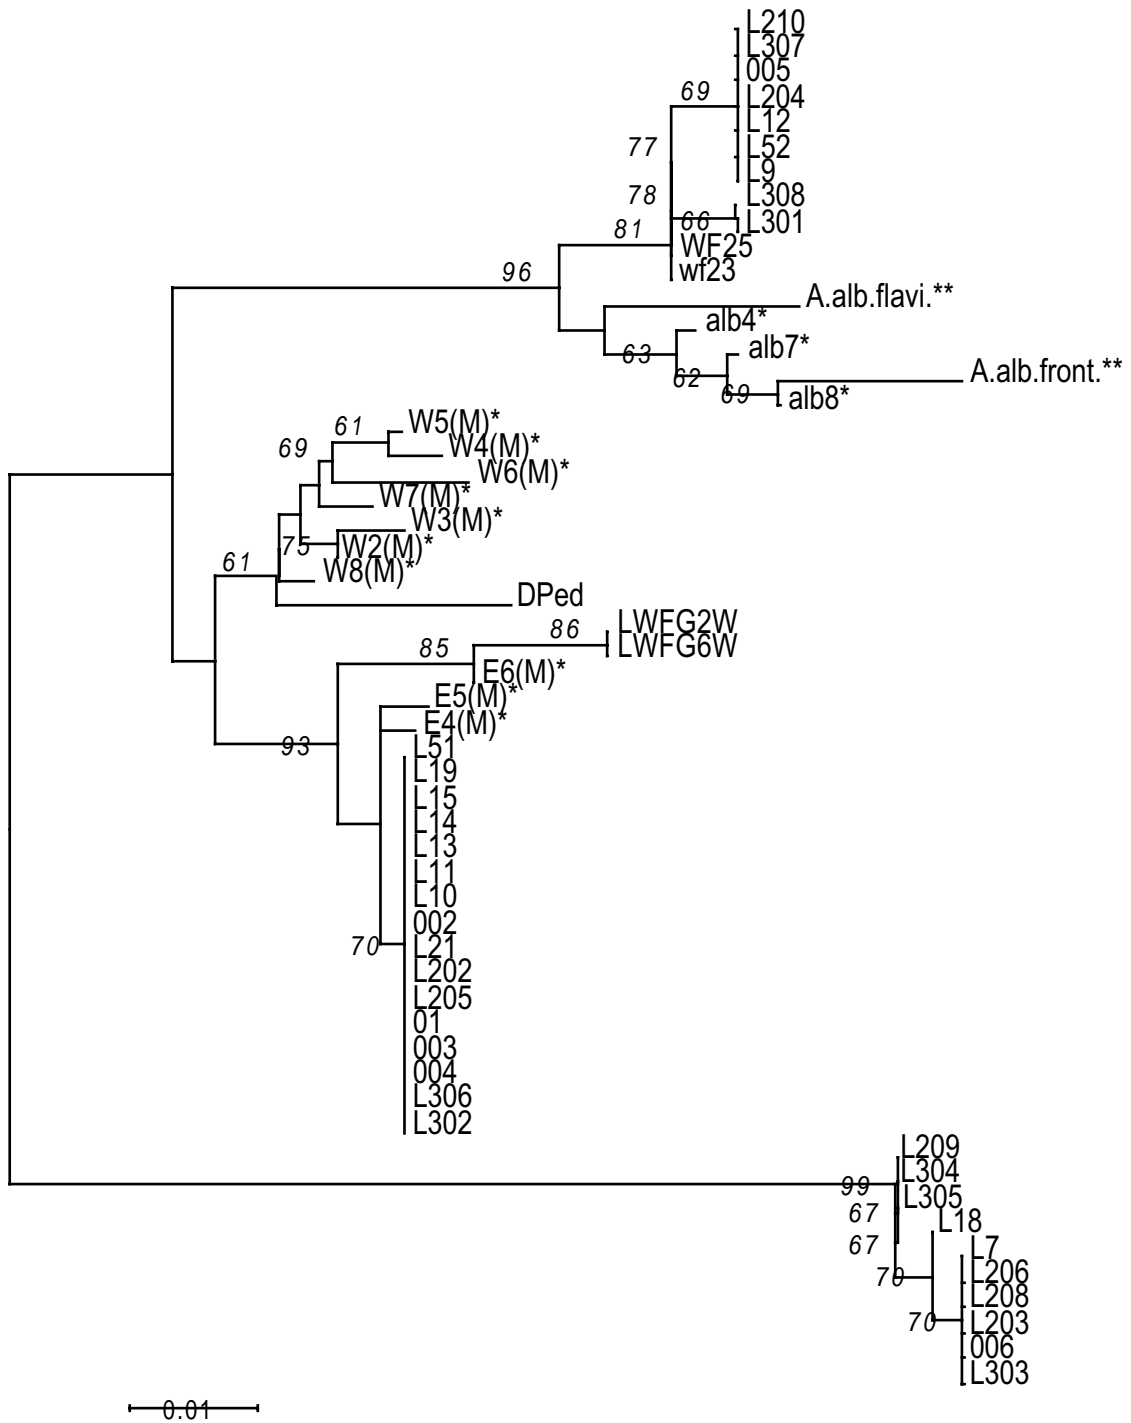 L210
L307
005
69
L204
L12
77
L52
L9
78
L308
66
L301
81
WF25
wf23
96
A.alb.flavi.**
alb4*
63
alb7*
62
A.alb.front.**
69
alb8*
W5(M)*
61
W4(M)*
69
W6(M)*
W7(M)*
W3(M)*
75
W2(M)*
61
W8(M)*
DPed
LWFG2W
86
LWFG6W
85
E6(M)*
E5(M)*
E4(M)*
93
L51
L19
L15
L14
L13
L11
L10
002
70
L21
L202
L205
01
003
004
L306
L302
L209
L304
99
L305
67
L18
67
L7
70
L206
L208
70
L203
006
L303
0.01